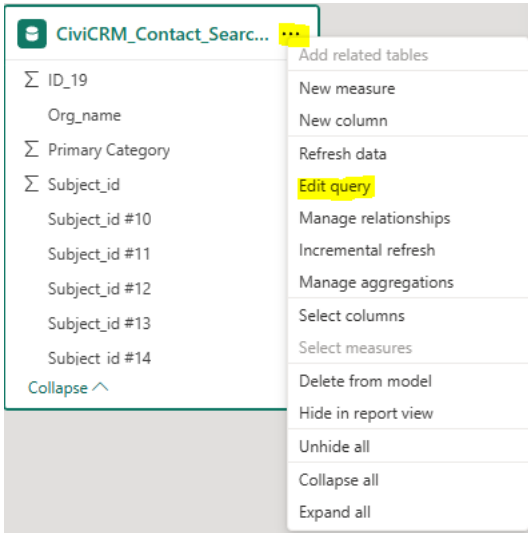 CiviCRM_Contact_Searc... ...
ID_19
Org_name
Primary Category
Subject_id
Subject_id #10
Subject_id #11
Subject_id #12
Subject_id #13
Subject id #14
Collapse
Add related tables
New measure
New column
Refresh data
Edit query
Manage relationships
Incremental refresh
Manage aggregations
Select columns
Select measures
Delete from model
Hide in report view
Unhide all
Collapse all
Expand all